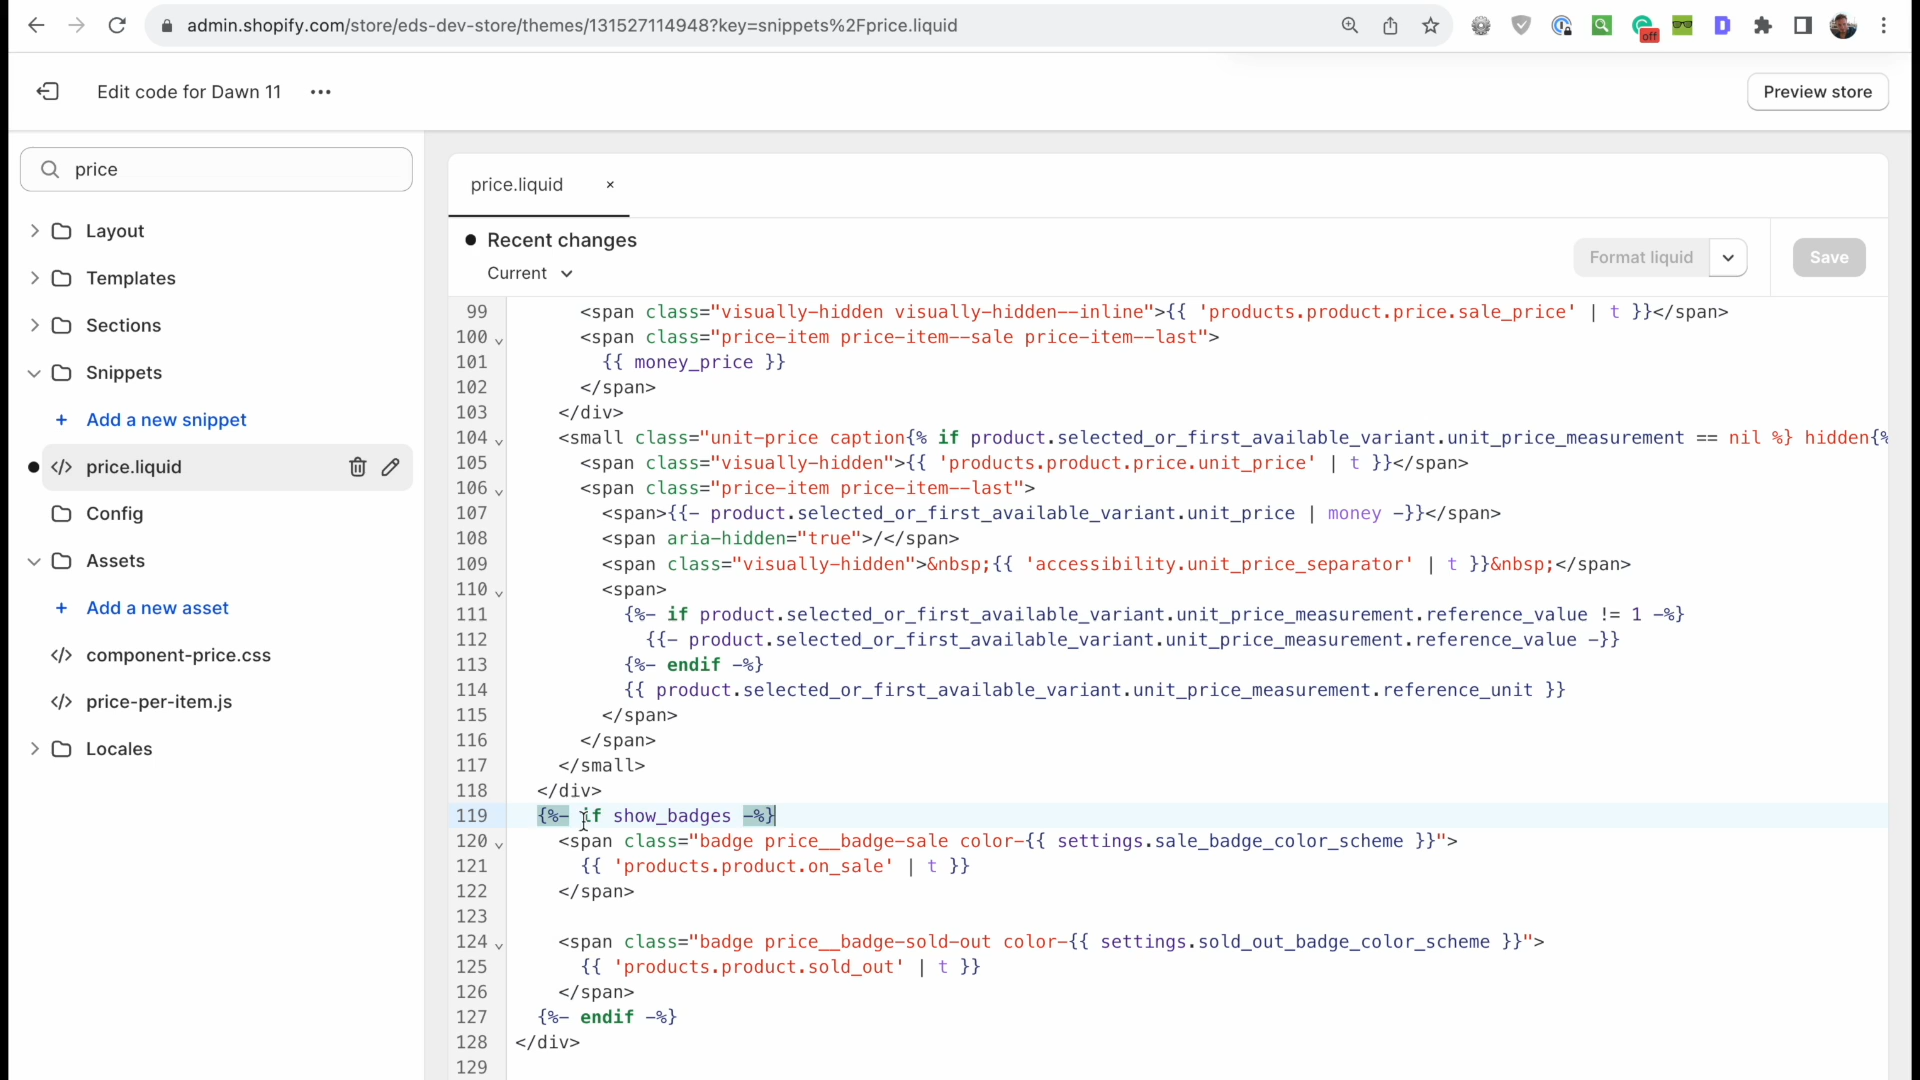 admin.shopify.com/store/eds-dev-store/themes/131527114948?key=snippets%2Fprice.liquid
off
Edit code for Dawn 11
Preview store
price
Layout
Templates
Sections
Snippets
+ Add a new snippet
</> price.liquid
Config
Assets
+ Add a new asset
</> component-price.css
</> price-per-item.js
Locales
price.liquid ×
Recent changes
Current
Format liquid
Save
99 <span class="visually-hidden visually-hidden--inline">{{ 'products.product.price.sale_price' | t }}</span>
100 <span class="price-item price-item--sale price-item--last">
101 {{ money_price }}
102 </span>
103 </div>
104 <small class="unit-price caption{% if product.selected_or_first_available_variant.unit_price_measurement == nil %} hidden{%
105 <span class="visually-hidden">{{ 'products.product.price.unit_price' | t }}</span>
106 <span class="price-item price-item--last">
107 <span>{{- product.selected_or_first_available_variant.unit_price | money -}}</span>
108 <span aria-hidden="true">/</span>
109 <span class="visually-hidden">&nbsp;{{ 'accessibility.unit_price_separator' | t }}&nbsp;</span>
110 <span>
111 {%- if product.selected_or_first_available_variant.unit_price_measurement.reference_value != 1 -%}
112 {{- product.selected_or_first_available_variant.unit_price_measurement.reference_value -}}
113 {%- endif -%}
114 {{ product.selected_or_first_available_variant.unit_price_measurement.reference_unit }}
115 </span>
116 </span>
117 </small>
118 </div>
119 {%- if show_badges -%}
120 <span class="badge price__badge-sale color-{{ settings.sale_badge_color_scheme }}">
121 {{ 'products.product.on_sale' | t }}
122 </span>
123
124 <span class="badge price__badge-sold-out color-{{ settings.sold_out_badge_color_scheme }}">
125 {{ 'products.product.sold_out' | t }}
126 </span>
127 {%- endif -%}
128 </div>
129